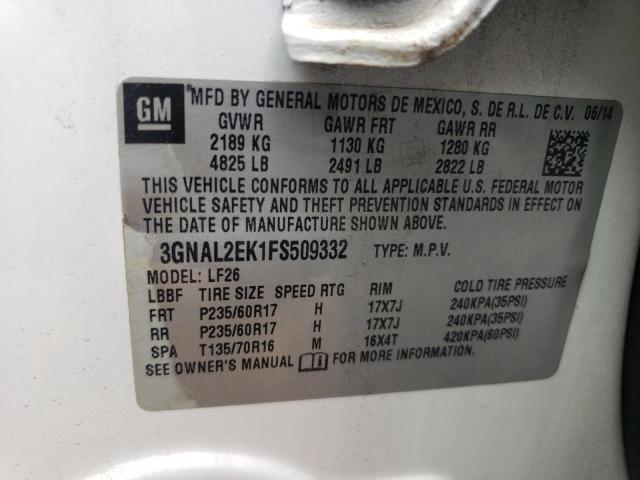 GM
*MFD BY GENERAL MOTORS DE MEXICO, S. DE R.L. DE C.V. 06/14
GVWR GAWR FRT GAWR RR
2189 KG 1130 KG 1280 KG
4825 LB 2491 LB 2822 LB
THIS VEHICLE CONFORMS TO ALL APPLICABLE U.S. FEDERAL MOTOR
VEHICLE SAFETY AND THEFT PREVENTION STANDARDS IN EFFECT ON
THE DATE OF MANUFACTURE SHOWN ABOVE.
3GNAL2EK1FS509332 TYPE: M.P.V.
MODEL: LF26
LBBF TIRE SIZE SPEED RTG RIM COLD TIRE PRESSURE
FRT P235/60R17 H 17X7J 240KPA(35PSI)
RR P235/60R17 H 17X7J 240KPA(35PSI)
SPA T135/70R16 M 16X4T 420KPA(60PSI)
SEE OWNER'S MANUAL FOR MORE INFORMATION.